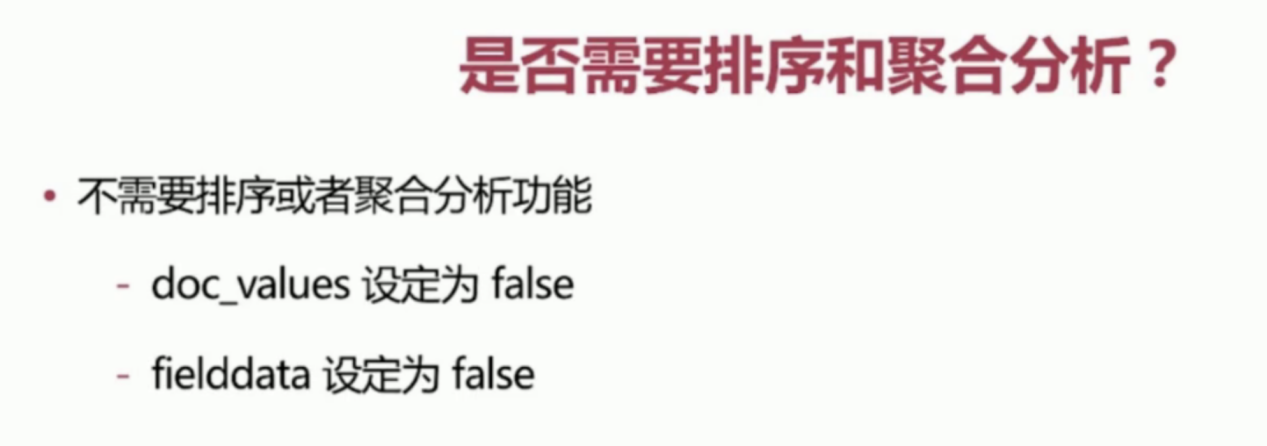 是否需要排序和聚合分析？
• 不需要排序或者聚合分析功能
- doc_values 设定为 false
- fielddata 设定为 false